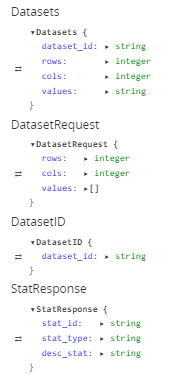 Datasets
▾Datasets {
dataset_id: ▸ string
rows: ▸ integer
cols: ▸ integer
values: ▸ string
}
DatasetRequest
▾DatasetRequest {
rows: ▸ integer
cols: ▸ integer
values: ▸[]
}
DatasetID
▾DatasetID {
dataset_id: ▸ string
}
StatResponse
▾StatResponse {
stat_id: ▸ string
stat_type: ▸ string
desc_stat: ▸ string
}